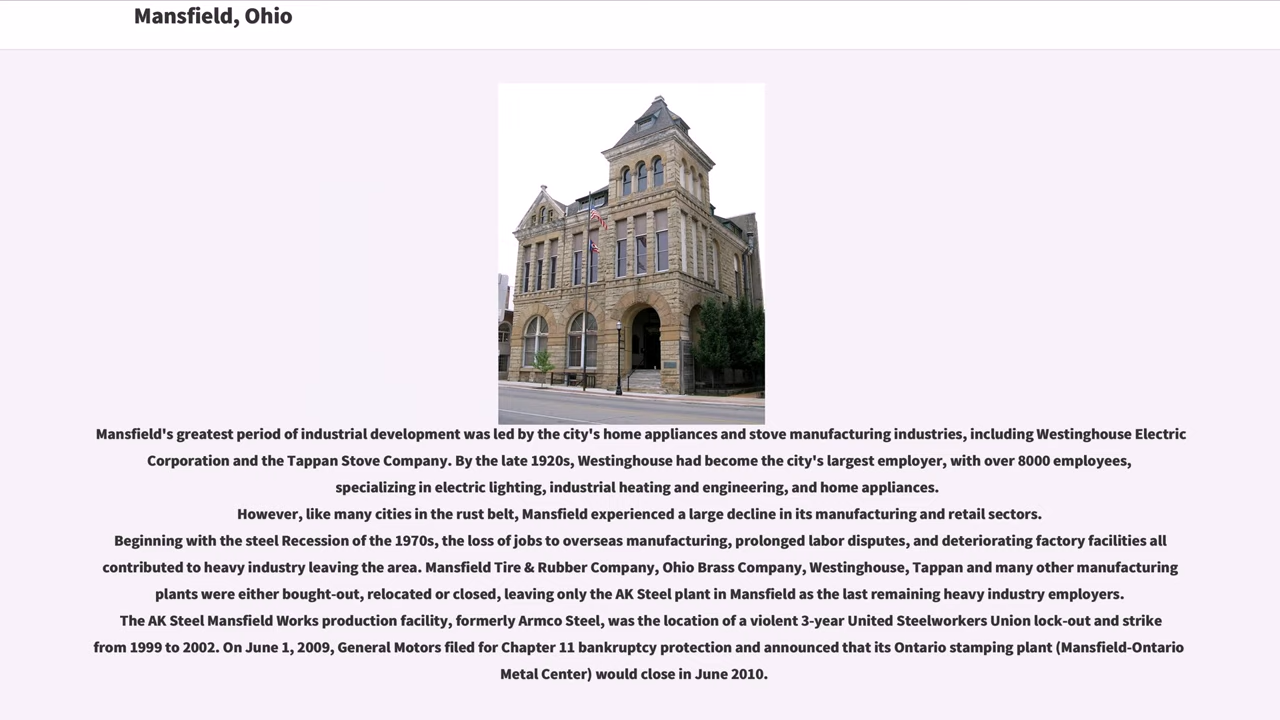 Mansfield, Ohio
Mansfield's greatest period of industrial development was led by the city's home appliances and stove manufacturing industries, including Westinghouse Electric
Corporation and the Tappan Stove Company. By the late 1920s, Westinghouse had become the city's largest employer, with over 8000 employees,
specializing in electric lighting, industrial heating and engineering, and home appliances.
However, like many cities in the rust belt, Mansfield experienced a large decline in its manufacturing and retail sectors.
Beginning with the steel Recession of the 1970s, the loss of jobs to overseas manufacturing, prolonged labor disputes, and deteriorating factory facilities all
contributed to heavy industry leaving the area. Mansfield Tire & Rubber Company, Ohio Brass Company, Westinghouse, Tappan and many other manufacturing
plants were either bought-out, relocated or closed, leaving only the AK Steel plant in Mansfield as the last remaining heavy industry employers.
The AK Steel Mansfield Works production facility, formerly Armco Steel, was the location of a violent 3-year United Steelworkers Union lock-out and strike
from 1999 to 2002. On June 1, 2009, General Motors filed for Chapter 11 bankruptcy protection and announced that its Ontario stamping plant (Mansfield-Ontario
Metal Center) would close in June 2010.